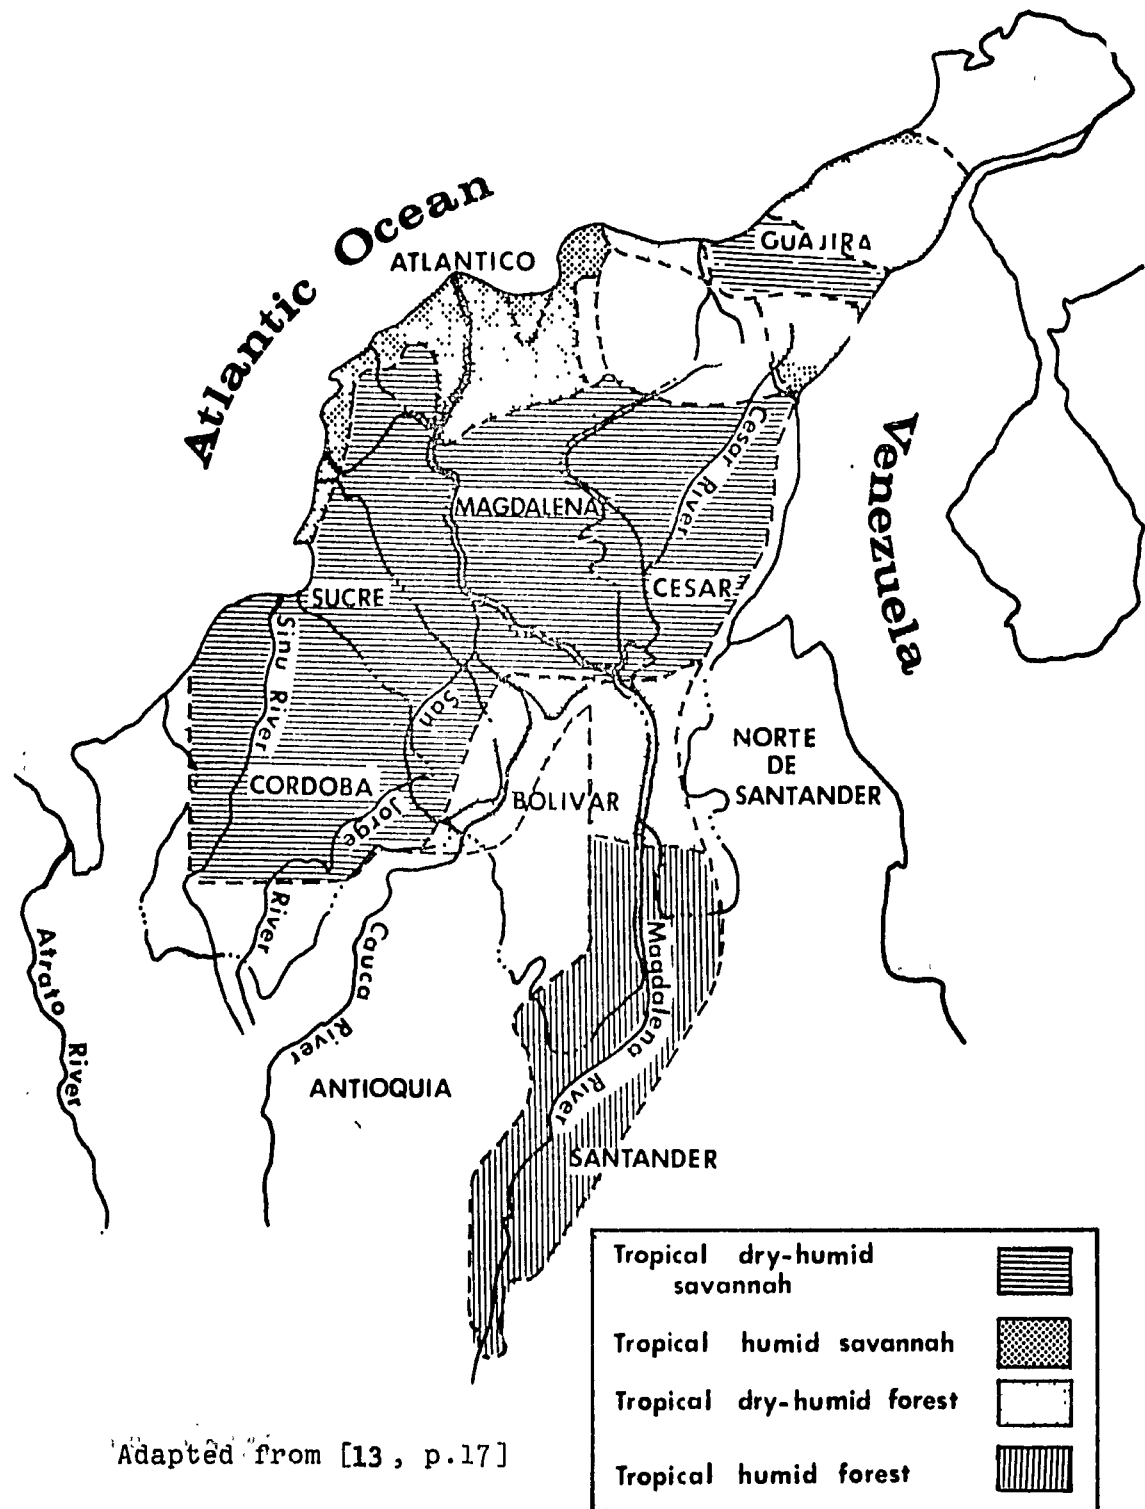 Atlantic Ocean
ATLANTICO
GUAJIRA
Venezuela
Cesar River
MAGDALENA
CESAR
SUCRE
Sinu River
San
Jorge
River
CORDOBA
BOLIVAR
NORTE
DE
SANTANDER
Atrato River
Cauca
River
Magdalena
River
ANTIOQUIA
SANTANDER
Tropical dry-humid
savannah
Tropical humid savannah
Tropical dry-humid forest
Tropical humid forest
Adapted from [13, p.17]